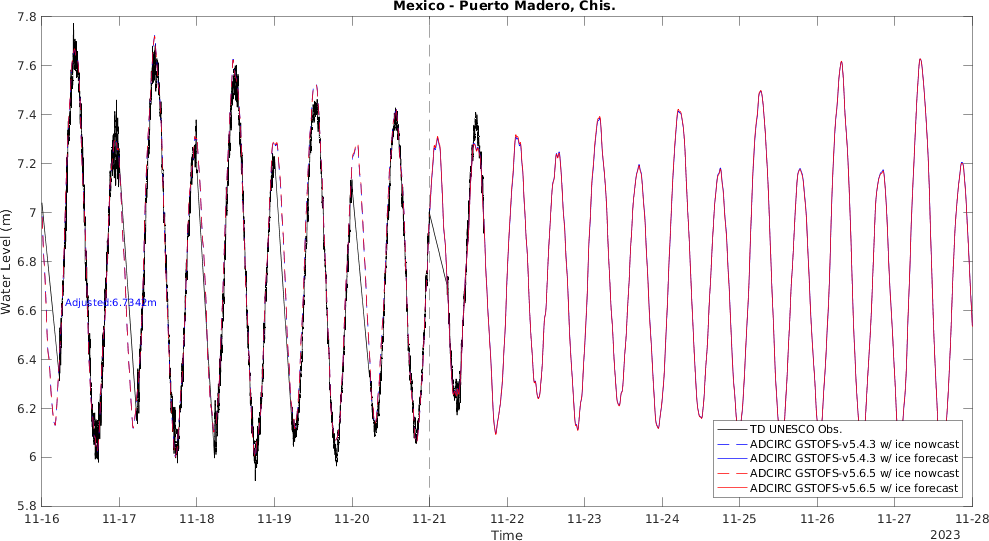 Mexico - Puerto Madero, Chis.
7.8
7.6
7.4
7.2
7
6.8
6.6
6.4
6.2
6
5.8
Water Level (m)
Adjusted:6.7342m
TD UNESCO Obs.
ADCIRC GSTOFS-v5.4.3 w/ ice nowcast
ADCIRC GSTOFS-v5.4.3 w/ ice forecast
ADCIRC GSTOFS-v5.6.5 w/ ice nowcast
ADCIRC GSTOFS-v5.6.5 w/ ice forecast
11-16 11-17 11-18 11-19 11-20 11-21 11-22 11-23 11-24 11-25 11-26 11-27 11-28
Time
2023